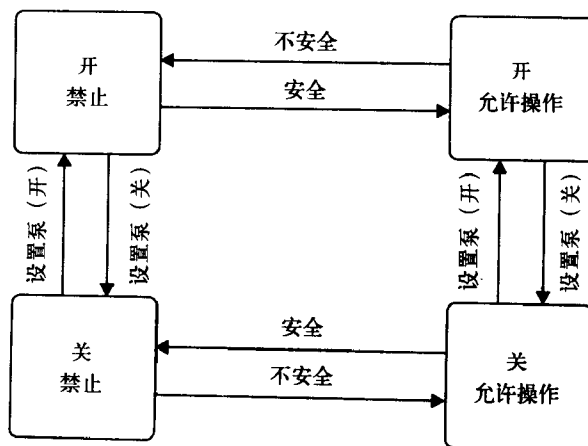 不安全
开
禁止
开
允许操作
安全
设置泵（开）
设置泵（关）
设置泵（开）
设置泵（关）
安全
关
禁止
关
允许操作
不安全